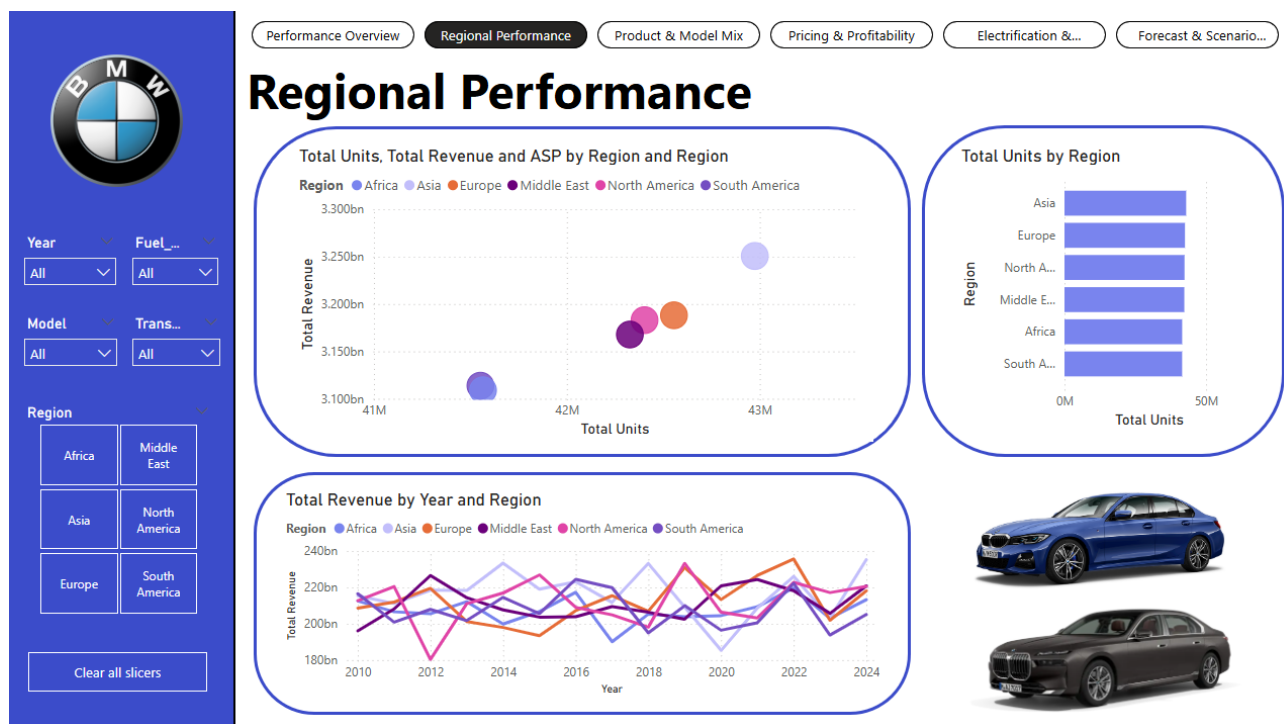 BMW
Performance Overview
Regional Performance
Product & Model Mix
Pricing & Profitability
Electrification &...
Forecast & Scenario...
Regional Performance
Year
All
Fuel_...
All
Model
All
Trans...
All
Region
Africa
Middle
East
Asia
North
America
Europe
South
America
Clear all slicers
Total Units, Total Revenue and ASP by Region and Region
Region Africa Asia Europe Middle East North America South America
Total Revenue
3.300bn
3.250bn
3.200bn
3.150bn
3.100bn
41M 42M 43M
Total Units
Total Units by Region
Region
Asia
Europe
North A...
Middle E...
Africa
South A...
0M 50M
Total Units
Total Revenue by Year and Region
Region Africa Asia Europe Middle East North America South America
Total Revenue
240bn
220bn
200bn
180bn
2010 2012 2014 2016 2018 2020 2022 2024
Year